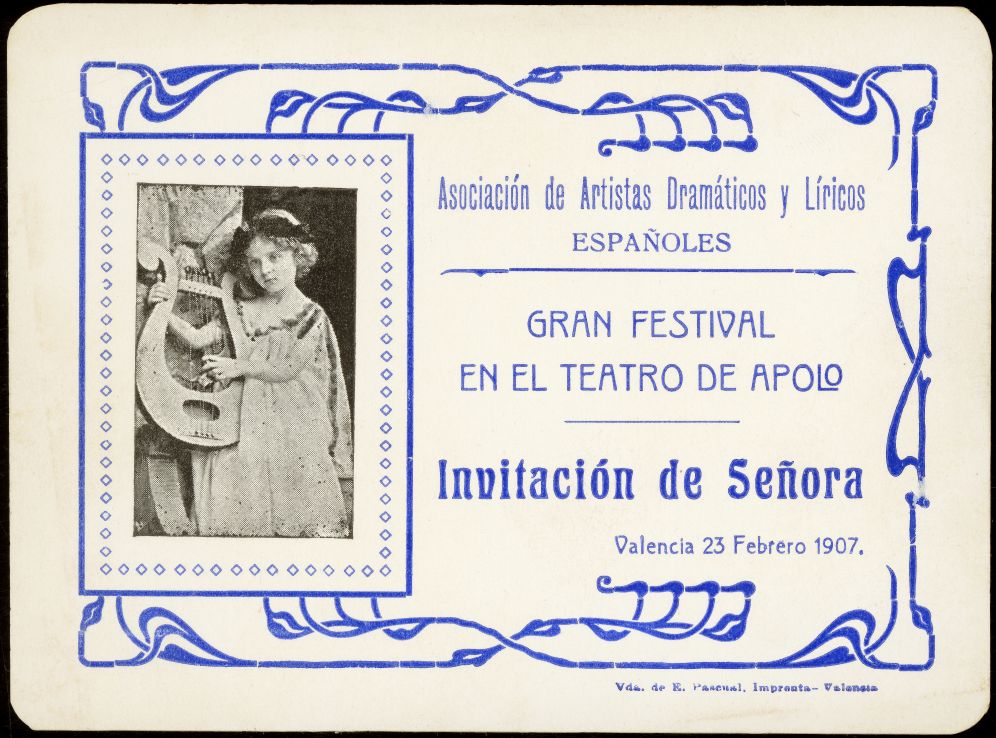 Asociación de Artistas Dramáticos y Líricos
ESPAÑOLES
GRAN FESTIVAL
EN EL TEATRO DE APOLO
Invitación de Señora
Valencia 23 Febrero 1907.
Vda. de E. Pascual, Imprenta- Valencia